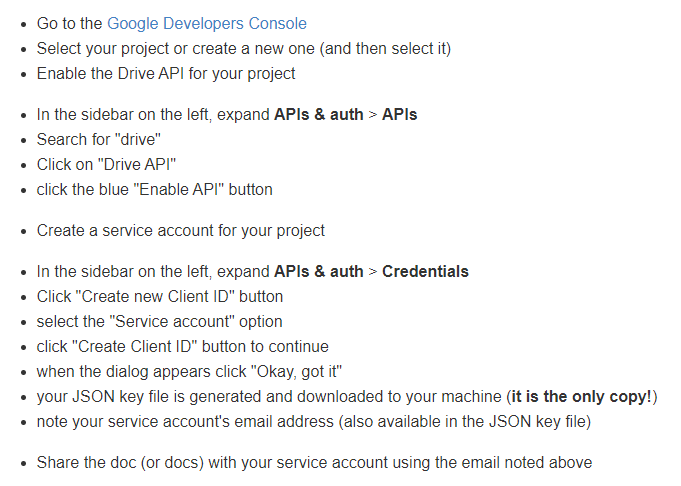 Go to the Google Developers Console
Select your project or create a new one (and then select it)
Enable the Drive API for your project
In the sidebar on the left, expand APIs & auth > APIs
Search for "drive"
Click on "Drive API"
click the blue "Enable API" button
Create a service account for your project
In the sidebar on the left, expand APIs & auth > Credentials
Click "Create new Client ID" button
select the "Service account" option
click "Create Client ID" button to continue
when the dialog appears click "Okay, got it"
your JSON key file is generated and downloaded to your machine (it is the only copy!)
note your service account's email address (also available in the JSON key file)
Share the doc (or docs) with your service account using the email noted above